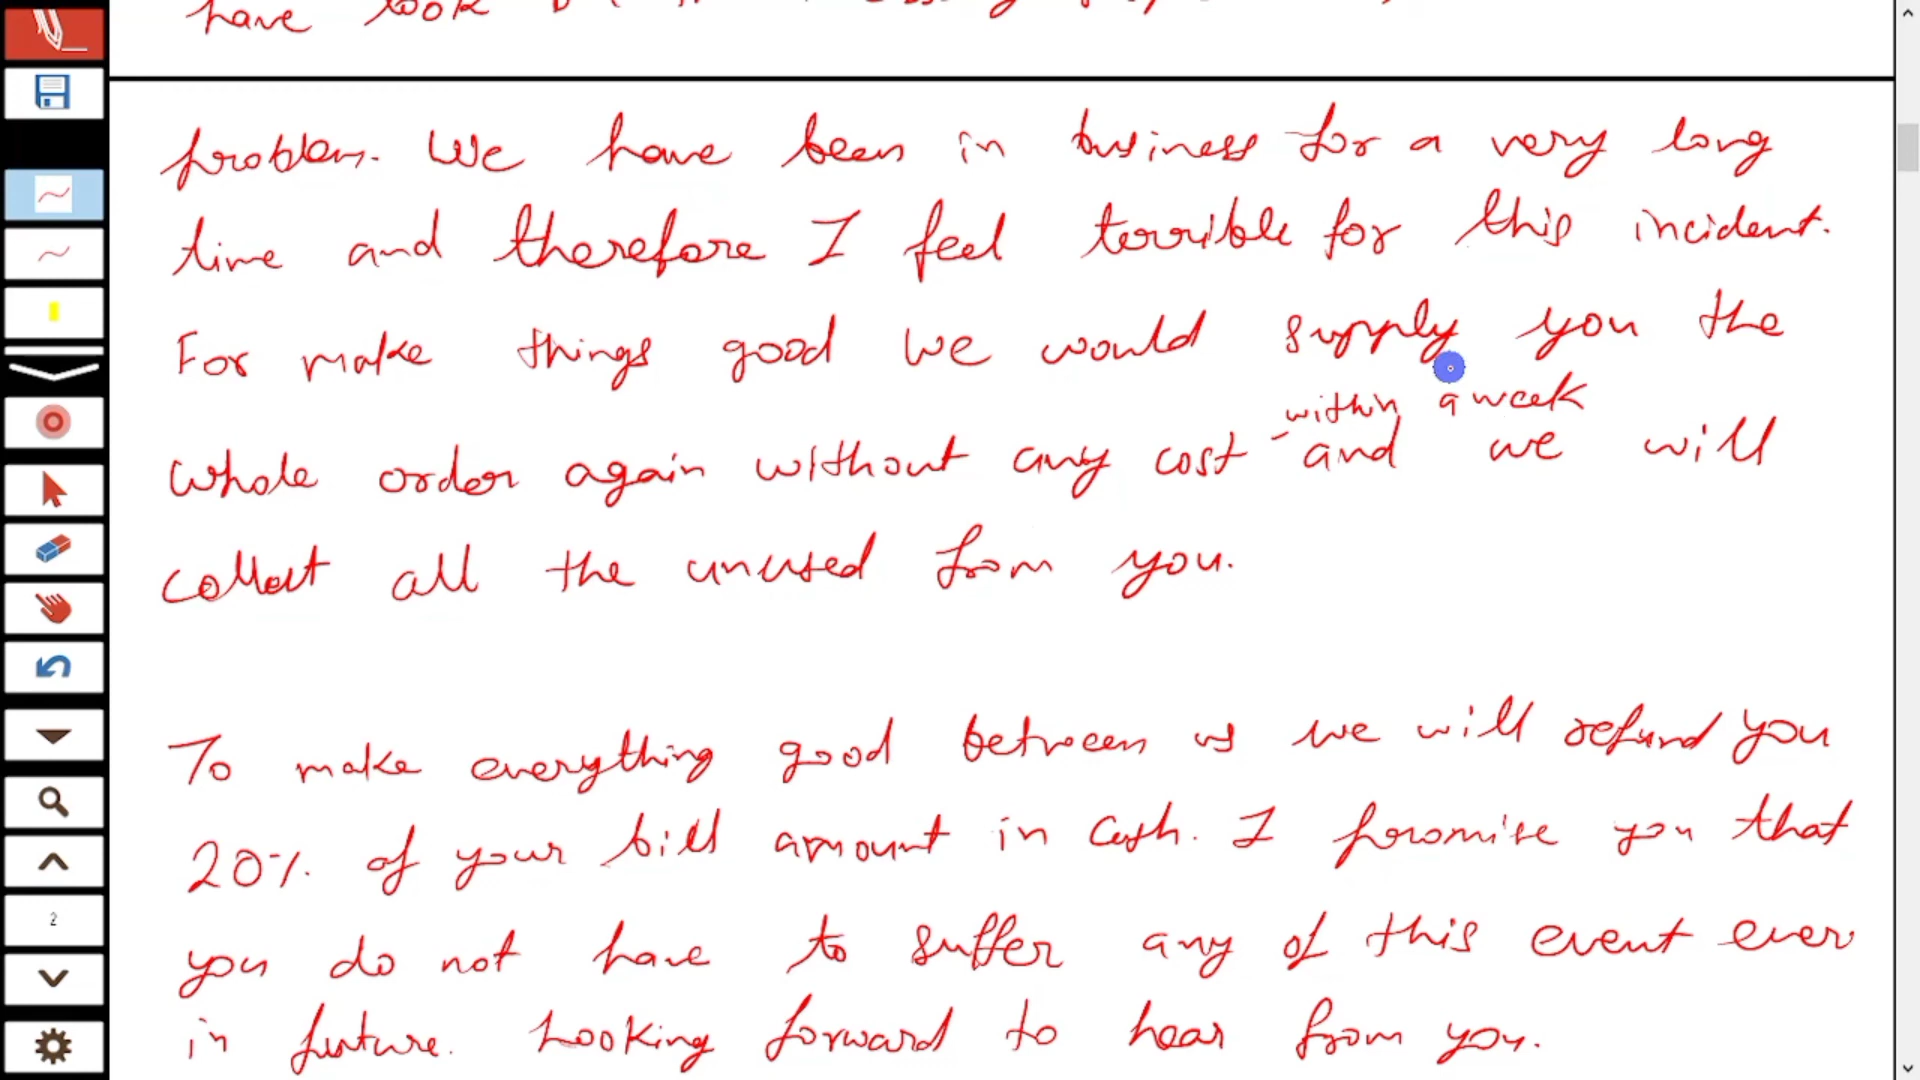 have look
problem. We have been in business for a very long
time and therefore I feel terrible for this incident.
For make things good we would supply you the
within a week
whole order again without any cost and we will
collect all the unused from you.
To make everything good between us we will refund you
20% of your bill amount in Cash. I promise you that
you do not have to suffer any of this event ever
in future. Looking forward to hear from you.
2